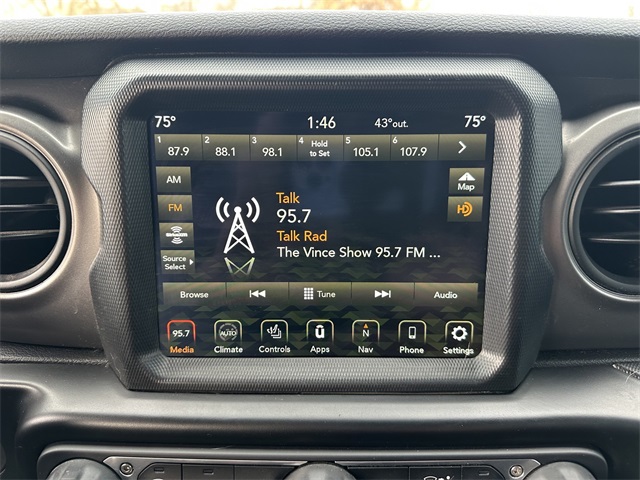 75° 1:46 43°out. 75°
1 87.9 2 88.1 3 98.1 4 Hold to Set 5 105.1 6 107.9
AM
Talk
Map
95.7
FM
HD
Talk Rad
The Vince Show 95.7 FM ...
Source
Select
Browse Tune Audio
95.7 AUTO N
Media Climate Controls Apps Nav Phone Settings